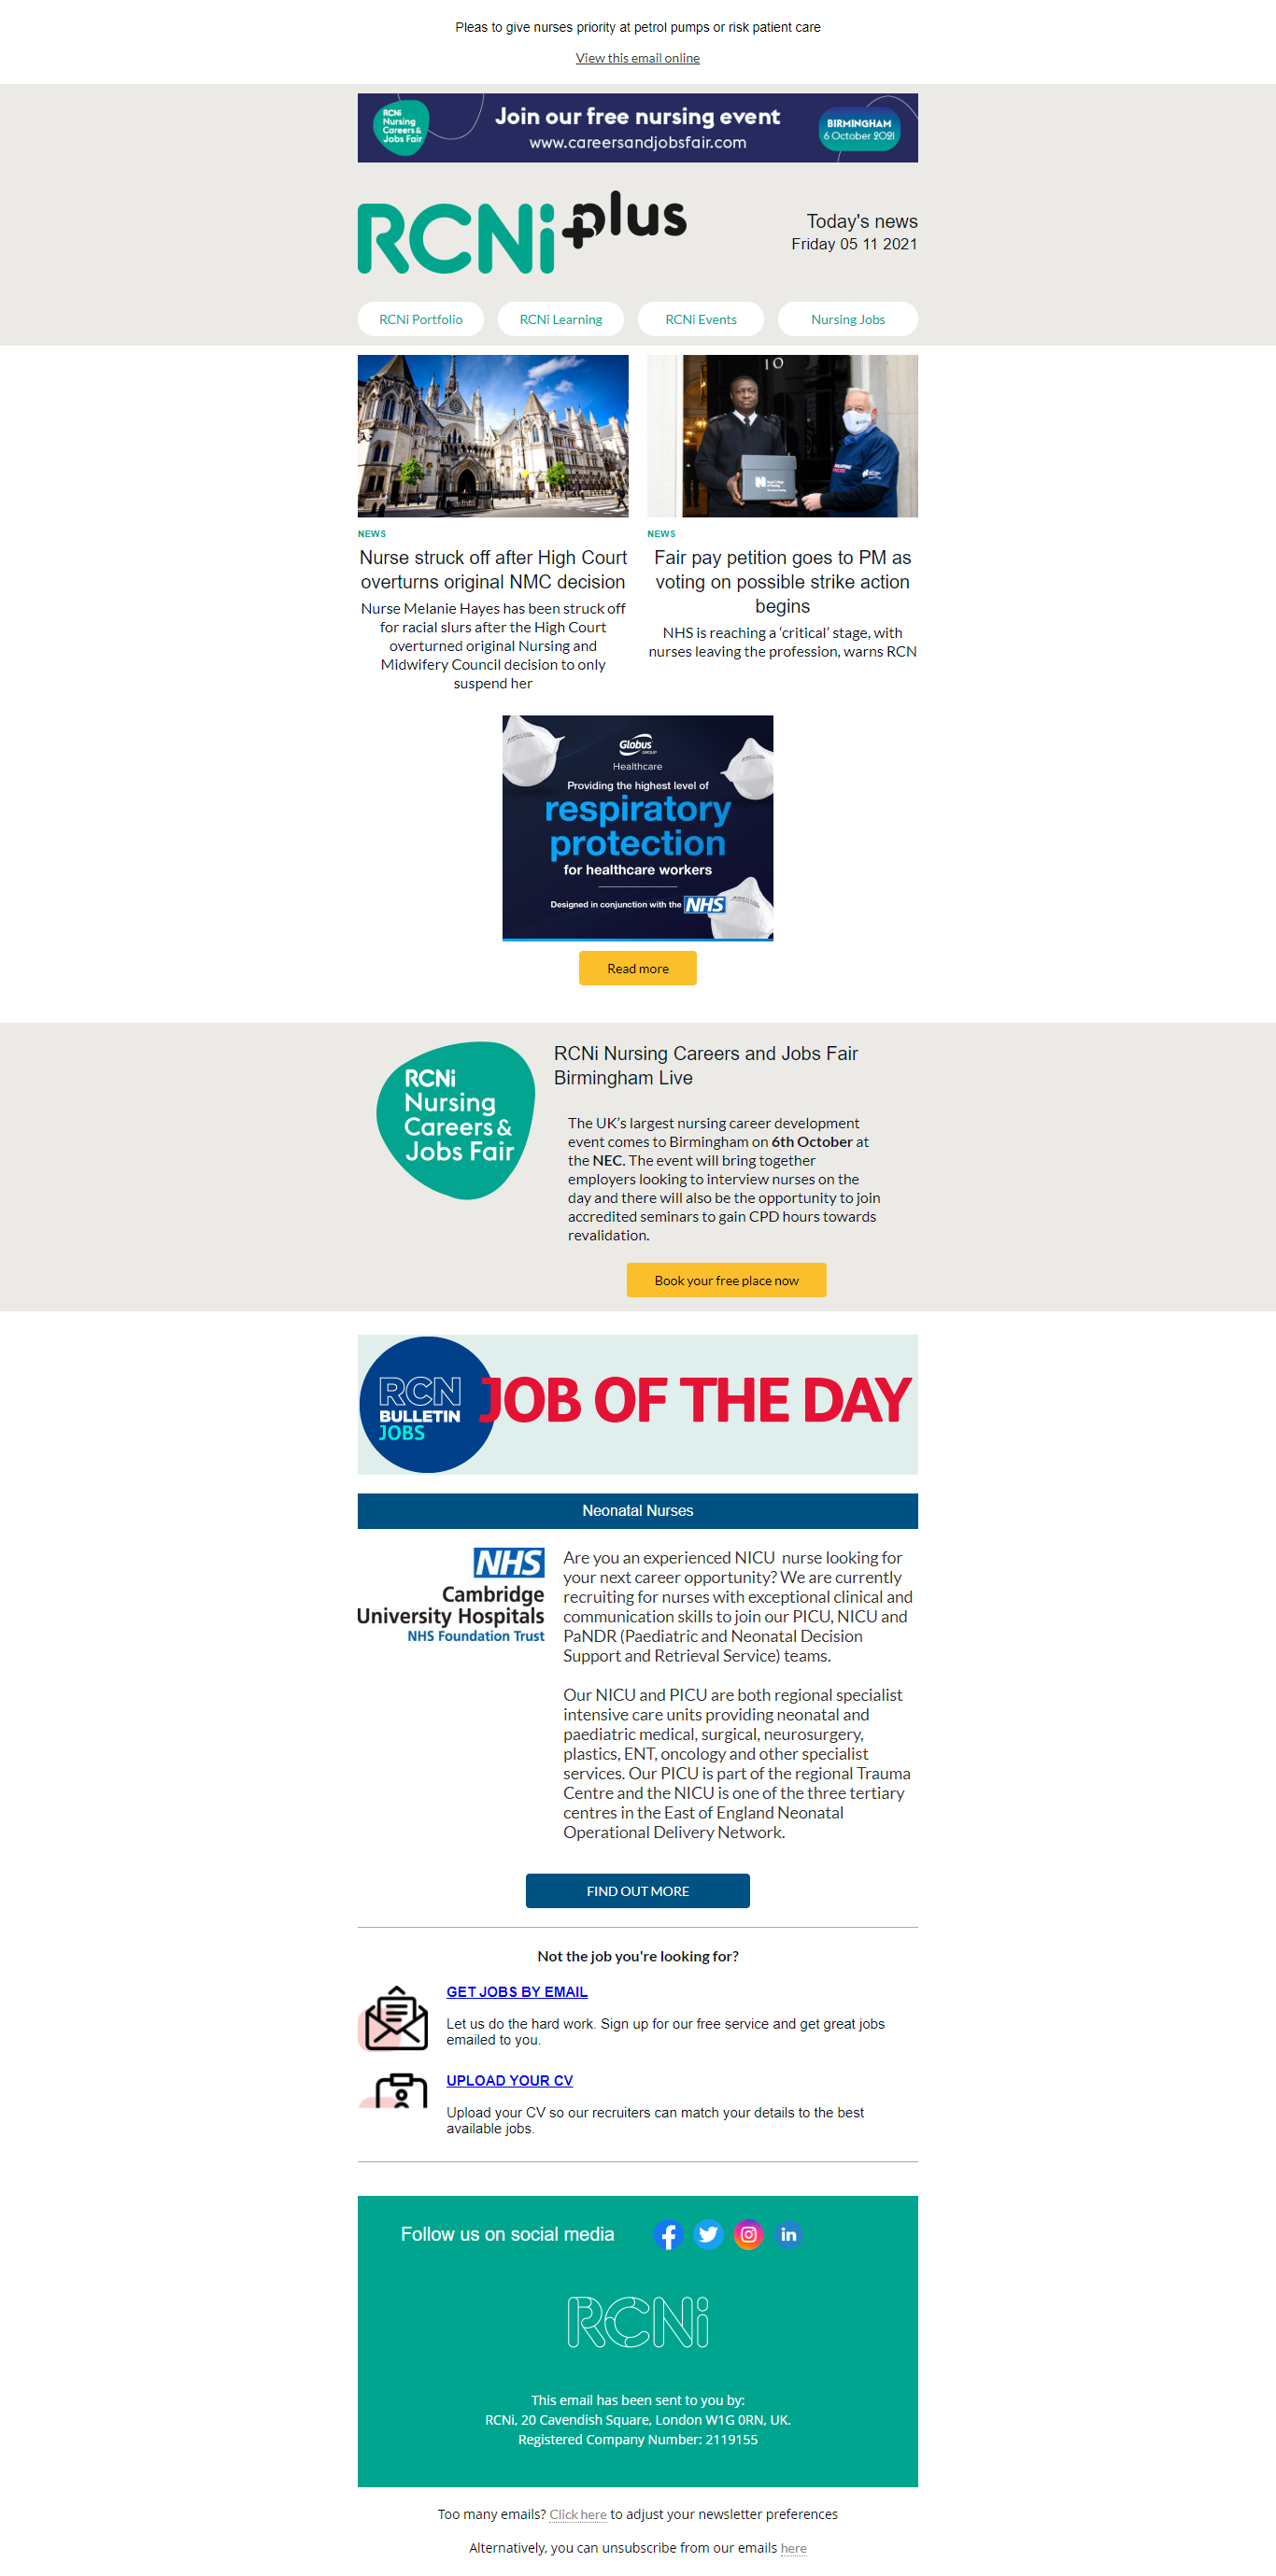 Pleas to give nurses priority at petrol pumps or risk patient care
View this email online
RCNi
Nursing
Careers &
Jobs Fair
Join our free nursing event
www.careersandjobsfair.com
BIRMINGHAM
6 October 2021
RCNi plus
Today's news
Friday 05 11 2021
RCNi Portfolio
RCNi Learning
RCNi Events
Nursing Jobs
10
NEWS
Nurse struck off after High Court
overturns original NMC decision
Nurse Melanie Hayes has been struck off
for racial slurs after the High Court
overturned original Nursing and
Midwifery Council decision to only
suspend her
NEWS
Fair pay petition goes to PM as
voting on possible strike action
begins
NHS is reaching a ‘critical’ stage, with
nurses leaving the profession, warns RCN
Globus
GROUP
Healthcare
Providing the highest level of
respiratory
protection
for healthcare workers
Designed in conjunction with the NHS
Read more
RCNi
Nursing
Careers &
Jobs Fair
RCNi Nursing Careers and Jobs Fair
Birmingham Live
The UK’s largest nursing career development
event comes to Birmingham on 6th October at
the NEC. The event will bring together
employers looking to interview nurses on the
day and there will also be the opportunity to join
accredited seminars to gain CPD hours towards
revalidation.
Book your free place now
RCN
BULLETIN
JOBS
JOB OF THE DAY
Neonatal Nurses
NHS
Cambridge
University Hospitals
NHS Foundation Trust
Are you an experienced NICU  nurse looking for
your next career opportunity? We are currently
recruiting for nurses with exceptional clinical and
communication skills to join our PICU, NICU and
PaNDR (Paediatric and Neonatal Decision
Support and Retrieval Service) teams.
Our NICU and PICU are both regional specialist
intensive care units providing neonatal and
paediatric medical, surgical, neurosurgery,
plastics, ENT, oncology and other specialist
services. Our PICU is part of the regional Trauma
Centre and the NICU is one of the three tertiary
centres in the East of England Neonatal
Operational Delivery Network.
FIND OUT MORE
Not the job you're looking for?
GET JOBS BY EMAIL
Let us do the hard work. Sign up for our free service and get great jobs
emailed to you.
UPLOAD YOUR CV
Upload your CV so our recruiters can match your details to the best
available jobs.
Follow us on social media
RCNi
This email has been sent to you by:
RCNi, 20 Cavendish Square, London W1G 0RN, UK.
Registered Company Number: 2119155
Too many emails? Click here to adjust your newsletter preferences
Alternatively, you can unsubscribe from our emails here